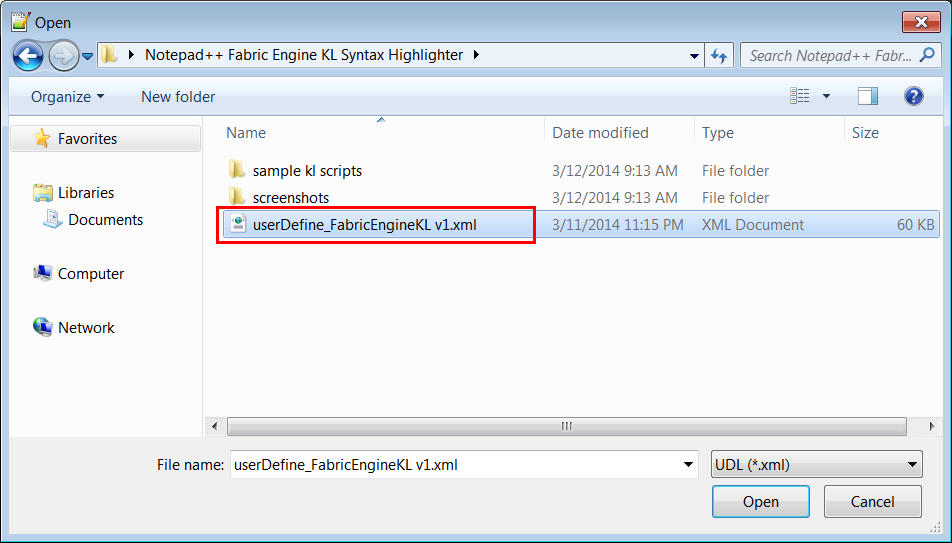 Open
Notepad++ Fabric Engine KL Syntax Highlighter
Search Notepad++ Fabr...
Organize New folder
Name Date modified Type Size
Favorites
Libraries
Documents
Computer
Network
sample kl scripts 3/12/2014 9:13 AM File folder
screenshots 3/12/2014 9:13 AM File folder
userDefine_FabricEngineKL v1.xml 3/11/2014 11:15 PM XML Document 60 KB
File name: userDefine_FabricEngineKL v1.xml UDL (*.xml)
Open Cancel